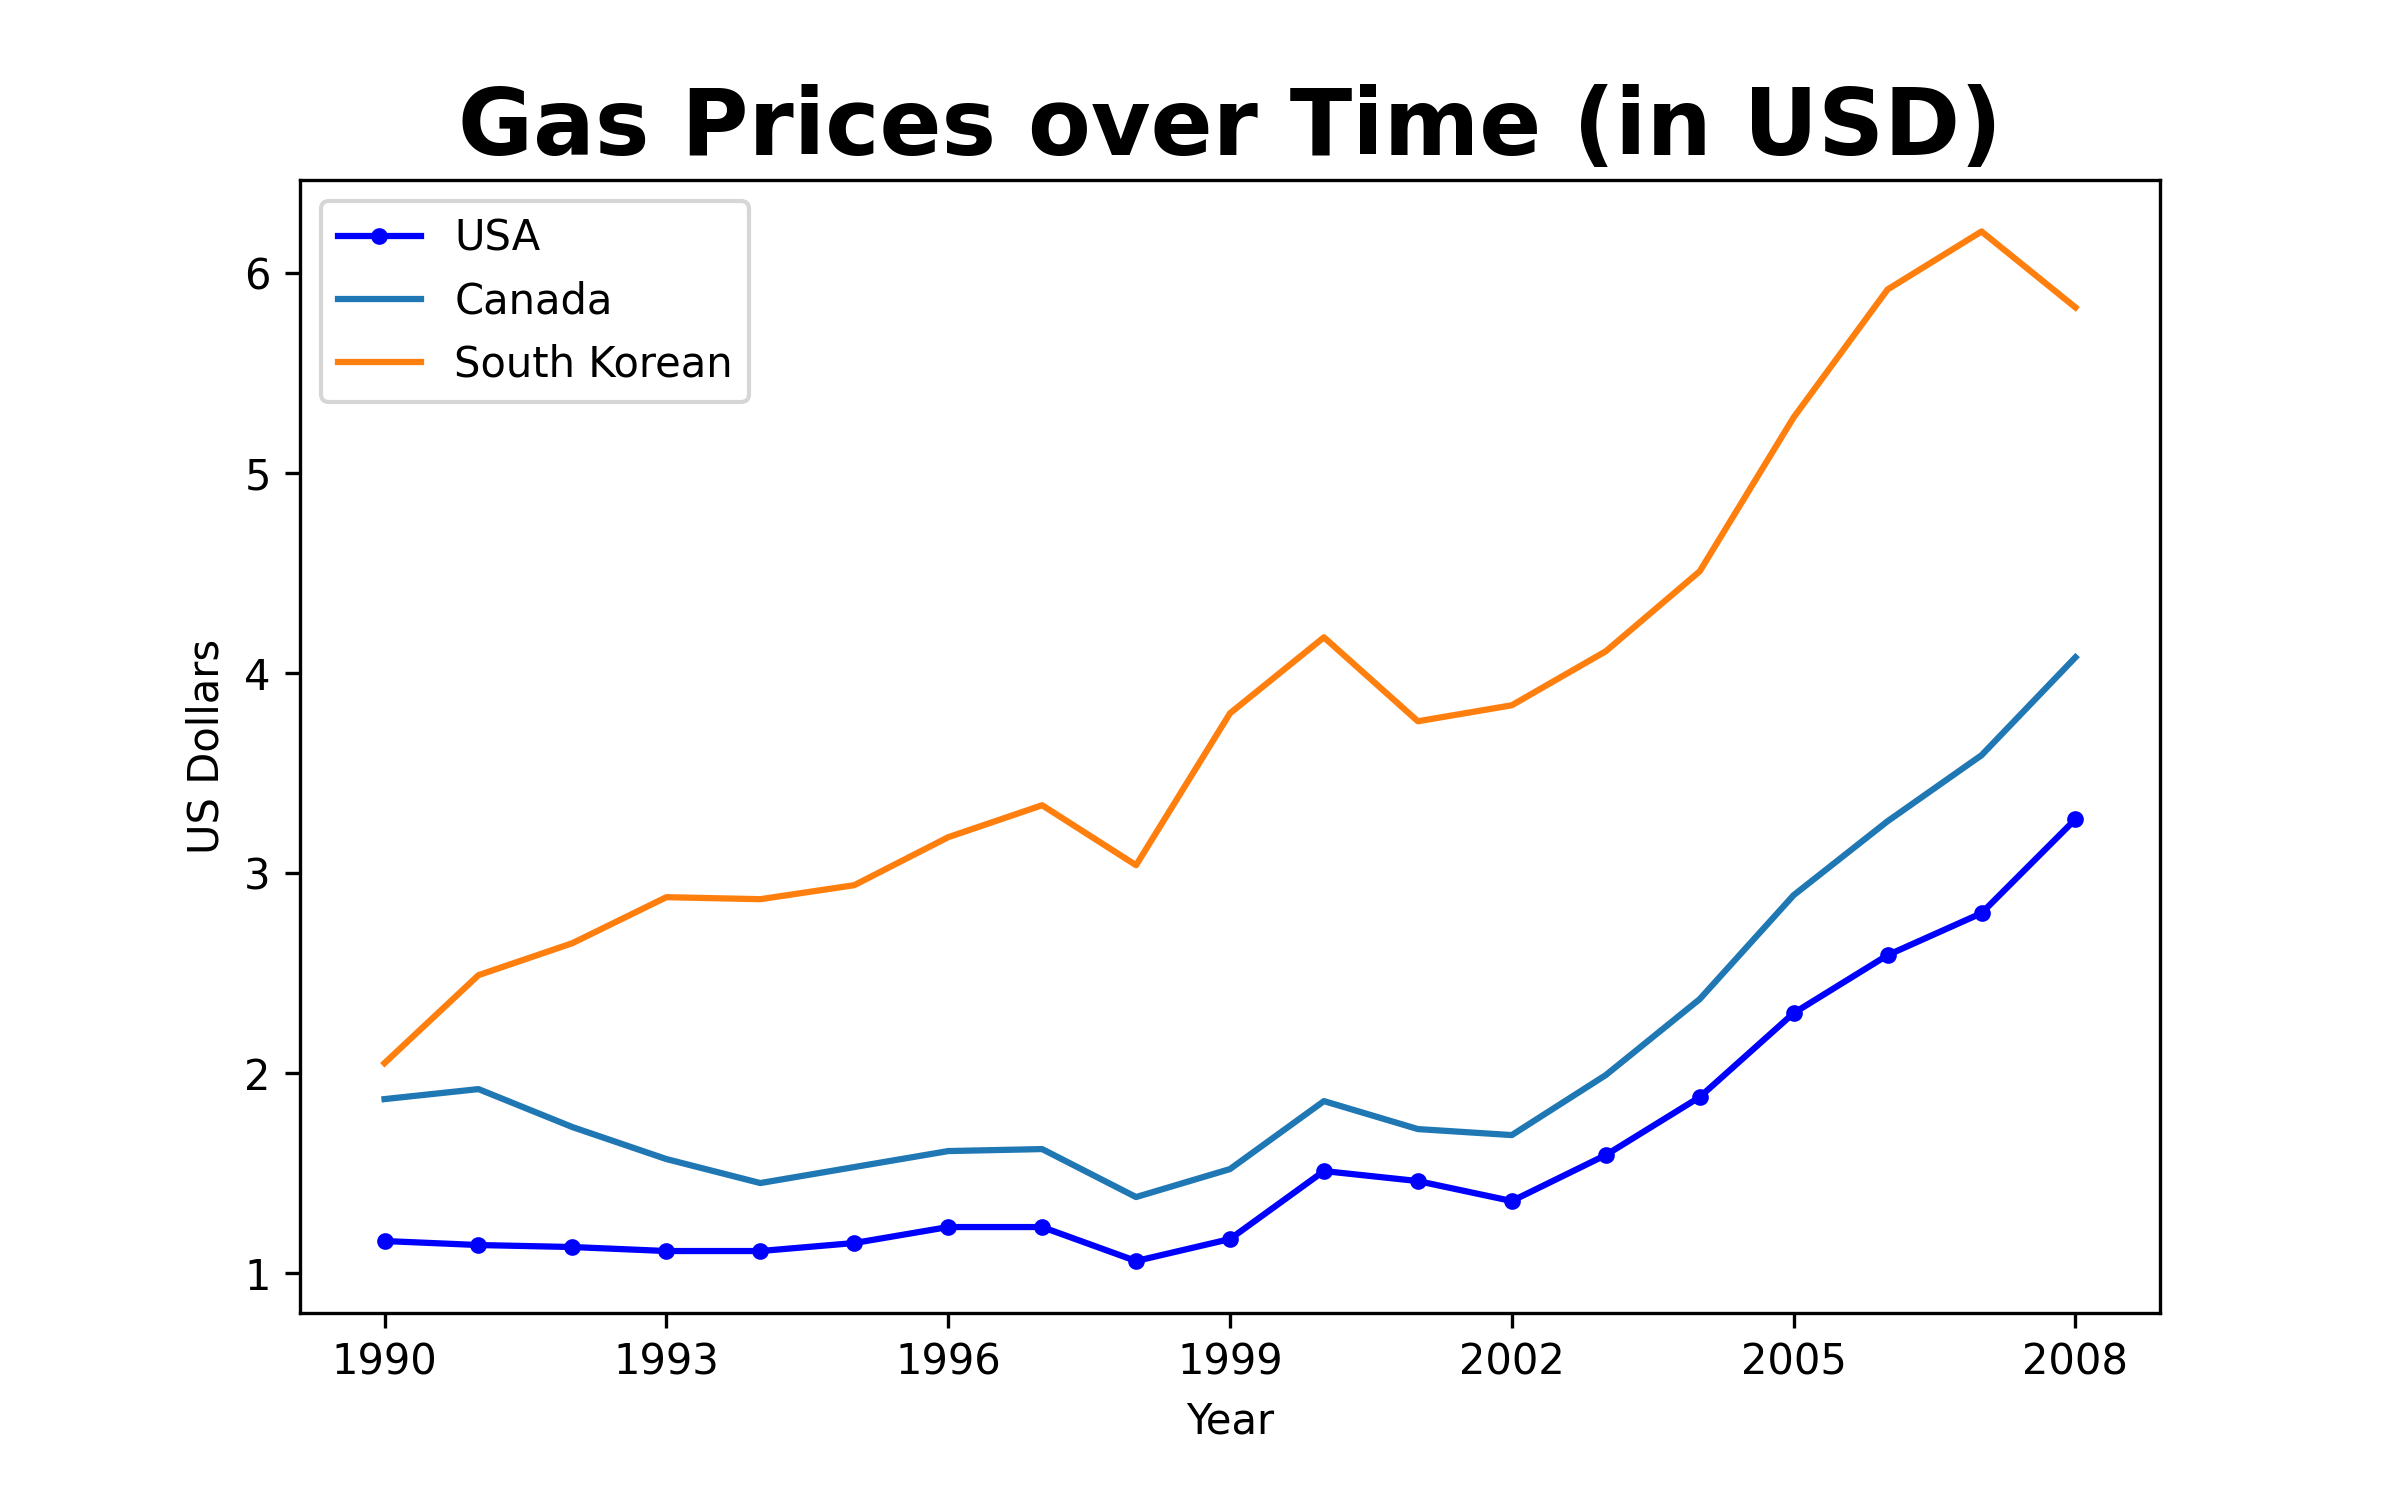 Gas Prices over Time (in USD)
USA
Canada
South Korean
6
5
4
3
2
1
US Dollars
1990 1993 1996 1999 2002 2005 2008
Year